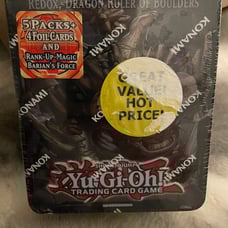 REDOX, DRAGON RULER OF BOULDERS
5 PACKS+
4 FOIL CARDS
AND
RANK-UP-MAGIC
BARIAN'S FORCE
GREAT
VALUE!
HOT
PRICE!
KONAMI
KONAMI
KONAMI
KONAMI
KONAMI
Yu-Gi-Oh!
TRADING CARD GAME